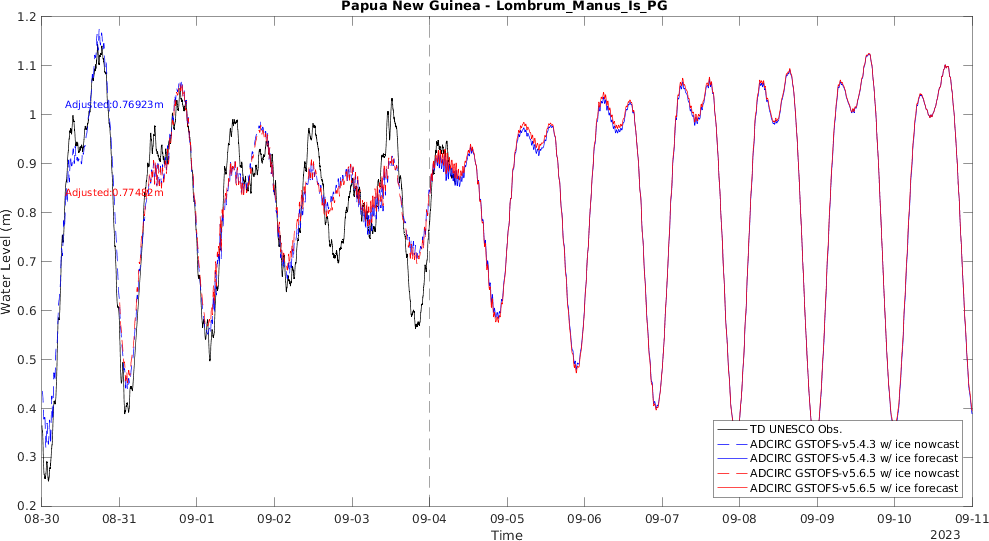 Papua New Guinea - Lombrum_Manus_Is_PG
1.2
1.1
1
0.9
0.8
0.7
0.6
0.5
0.4
0.3
0.2
Water Level (m)
Adjusted:0.76923m
Adjusted:0.77482m
TD UNESCO Obs.
ADCIRC GSTOFS-v5.4.3 w/ ice nowcast
ADCIRC GSTOFS-v5.4.3 w/ ice forecast
ADCIRC GSTOFS-v5.6.5 w/ ice nowcast
ADCIRC GSTOFS-v5.6.5 w/ ice forecast
08-30 08-31 09-01 09-02 09-03 09-04 09-05 09-06 09-07 09-08 09-09 09-10 09-11
Time
2023